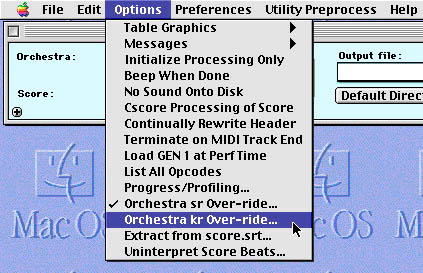 File Edit Options Preferences Utility Preprocess Help
Table Graphics
Messages
Initialize Processing Only
Beep When Done
No Sound Onto Disk
Cscore Processing of Score
Continually Rewrite Header
Terminate on MIDI Track End
Load GEN 1 at PerfTime
List All Opcodes
Progress/Profiling...
Orchestra sr Over-ride...
Orchestra kr Over-ride...
Extract from score.srt...
Uninterpret Score Beats...
Orchestra:
Score:
Output file:
Default Direc
Mac OS
Mac OS